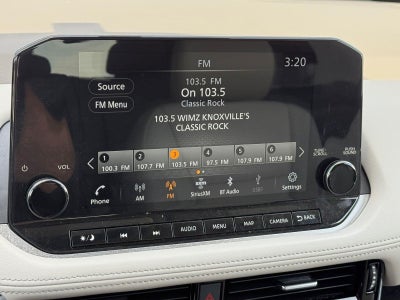 FM
3:20
Source
103.5 FM
On 103.5
FM Menu
Classic Rock
103.5 WIMZ KNOXVILLE'S
CLASSIC ROCK
VOL
TUNE
SCROLL
PUSH
SOUND
1 2 3 4 5 6
100.3 FM 107.7 FM 103.5 FM 97.5 FM 107.9 FM 107.9 FM
Phone AM FM SiriusXM BT Audio USB Settings
AUDIO MENU MAP CAMERA BACK